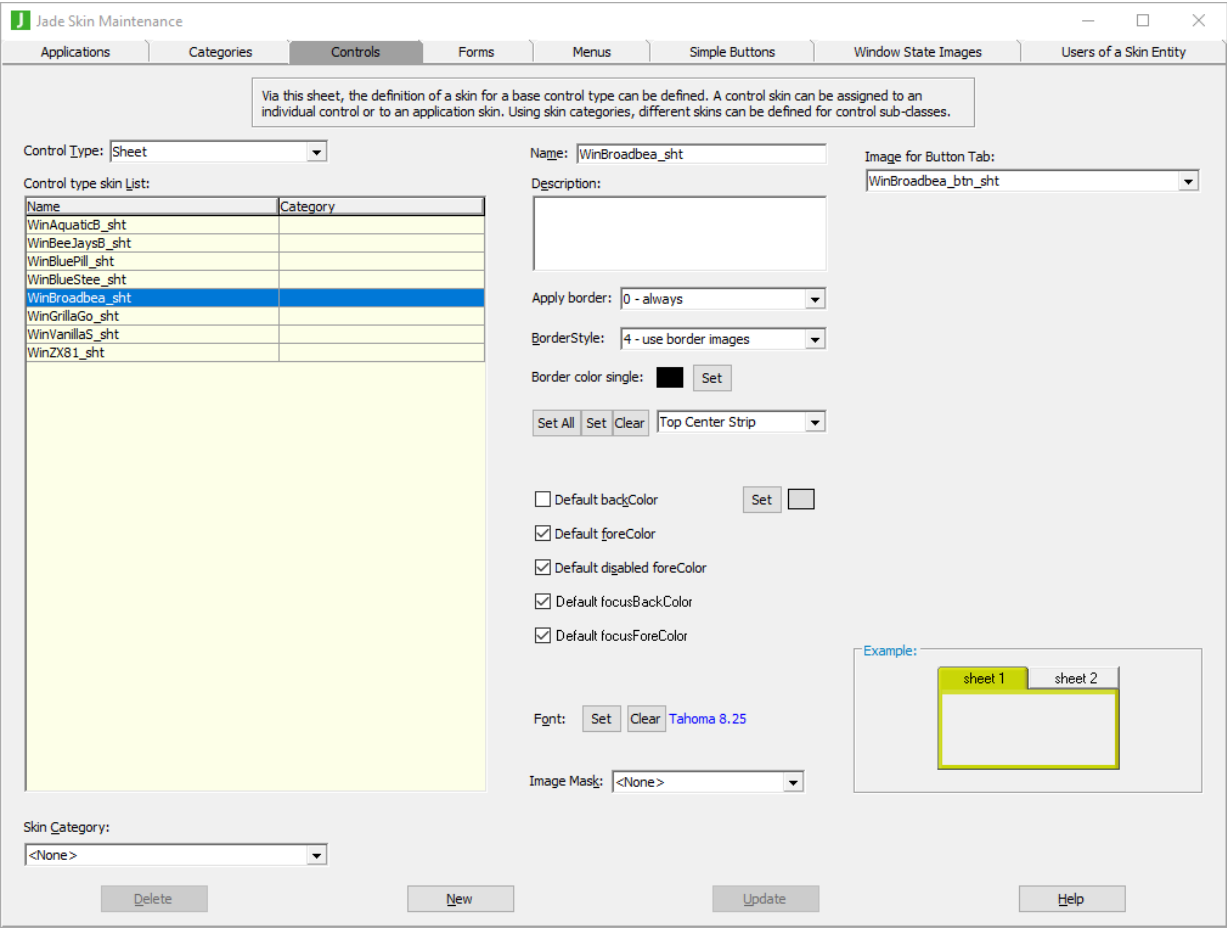 Jade Skin Maintenance
Applications Categories Controls Forms Menus Simple Buttons Window State Images Users of a Skin Entity
Via this sheet, the definition of a skin for a base control type can be defined. A control skin can be assigned to an
individual control or to an application skin. Using skin categories, different skins can be defined for control sub-classes.
Control Type: Sheet
Control type skin List:
Name Category
WinAquaticB_sht
WinBeeJaysB_sht
WinBluePill_sht
WinBlueStee_sht
WinBroadbea_sht
WinGrillaGo_sht
WinVanillaS_sht
WinZX81_sht
Skin Category:
<None>
Name: WinBroadbea_sht
Description:
Apply border: 0 - always
BorderStyle: 4 - use border images
Border color single: Set
Set All Set Clear Top Center Strip
Default backColor Set
Default foreColor
Default disabled foreColor
Default focusBackColor
Default focusForeColor
Font: Set Clear Tahoma 8.25
Image Mask: <None>
Image for Button Tab:
WinBroadbea_btn_sht
Example:
sheet 1 sheet 2
Delete New Update Help